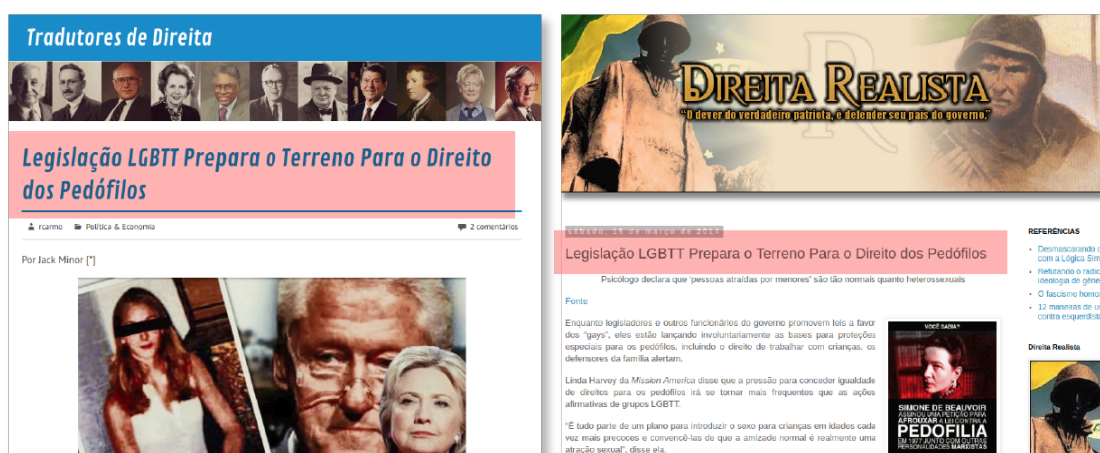 Tradutores de Direita
Legislação LGBTT Prepara o Terreno Para o Direito
dos Pedófilos
rcarmo Política & Economia 2 comentários
Por Jack Minor [*]
DIREITA REALISTA
"O dever do verdadeiro patriota, é defender seu país do governo."
sábado, 15 de março de 2014
Legislação LGBTT Prepara o Terreno Para o Direito dos Pedófilos
Psicólogo declara que 'pessoas atraídas por menores' são tão normais quanto heterossexuais
Fonte
Enquanto legisladores e outros funcionários do governo promovem leis a favor
dos "gays", eles estão lançando involuntariamente as bases para proteções
especiais para os pedófilos, incluindo o direito de trabalhar com crianças, os
defensores da família alertam.
Linda Harvey da Mission America disse que a pressão para conceder igualdade
de direitos para os pedófilos irá se tornar mais frequentes que as ações
afirmativas de grupos LGBTT.
"É tudo parte de um plano para introduzir o sexo para crianças em idades cada
vez mais precoces e convencê-las de que a amizade normal é realmente uma
atração sexual", disse ela.
VOCÊ SABIA?
SIMONE DE BEAUVOIR
ASSINOU UMA PETIÇÃO PARA
AFROUXAR A LEI CONTRA A
PEDOFILIA
EM 1977 JUNTO COM OUTRAS
PERSONALIDADES MARXISTAS
REFERÊNCIAS
Desmascarando
com a Lógica
Refutando o
ideologia de
O fascismo
12 maneiras de
contra
Direita Realista